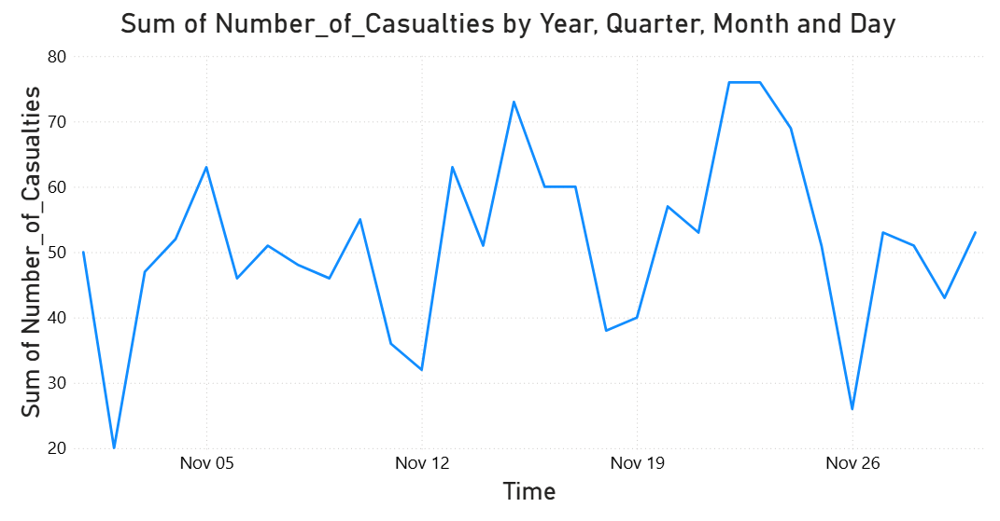 Sum of Number_of_Casualties by Year, Quarter, Month and Day
Sum of Number_of_Casualties
80
70
60
50
40
30
20
Nov 05
Nov 12
Nov 19
Nov 26
Time